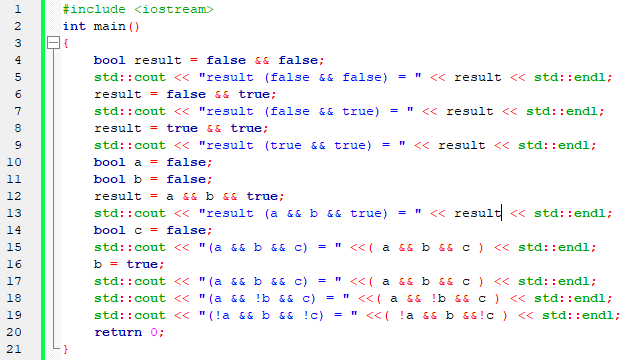 1 #include <iostream>
2 int main()
3 {
4 bool result = false && false;
5 std::cout << "result (false && false) = " << result << std::endl;
6 result = false && true;
7 std::cout << "result (false && true) = " << result << std::endl;
8 result = true && true;
9 std::cout << "result (true && true) = " << result << std::endl;
10 bool a = false;
11 bool b = false;
12 result = a && b && true;
13 std::cout << "result (a && b && true) = " << result << std::endl;
14 bool c = false;
15 std::cout << "(a && b && c) = " <<( a && b && c ) << std::endl;
16 b = true;
17 std::cout << "(a && b && c) = " <<( a && b && c ) << std::endl;
18 std::cout << "(a && !b && c) = " <<( a && !b && c ) << std::endl;
19 std::cout << "(!a && b && !c) = " <<( !a && b &&!c ) << std::endl;
20 return 0;
21 }